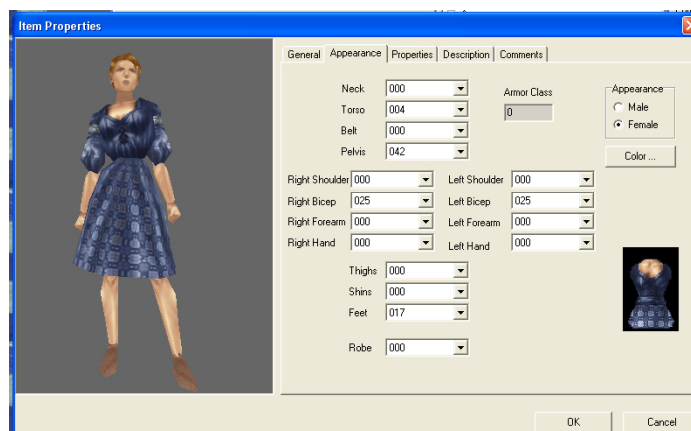 Item Properties
General Appearance Properties Description Comments
Neck 000
Armor Class
Appearance
Torso 004
0
Male
Belt 000
Female
Pelvis 042
Color ...
Right Shoulder 000 Left Shoulder 000
Right Bicep 025 Left Bicep 025
Right Forearm 000 Left Forearm 000
Right Hand 000 Left Hand 000
Thighs 000
Shins 000
Feet 017
Robe 000
OK Cancel